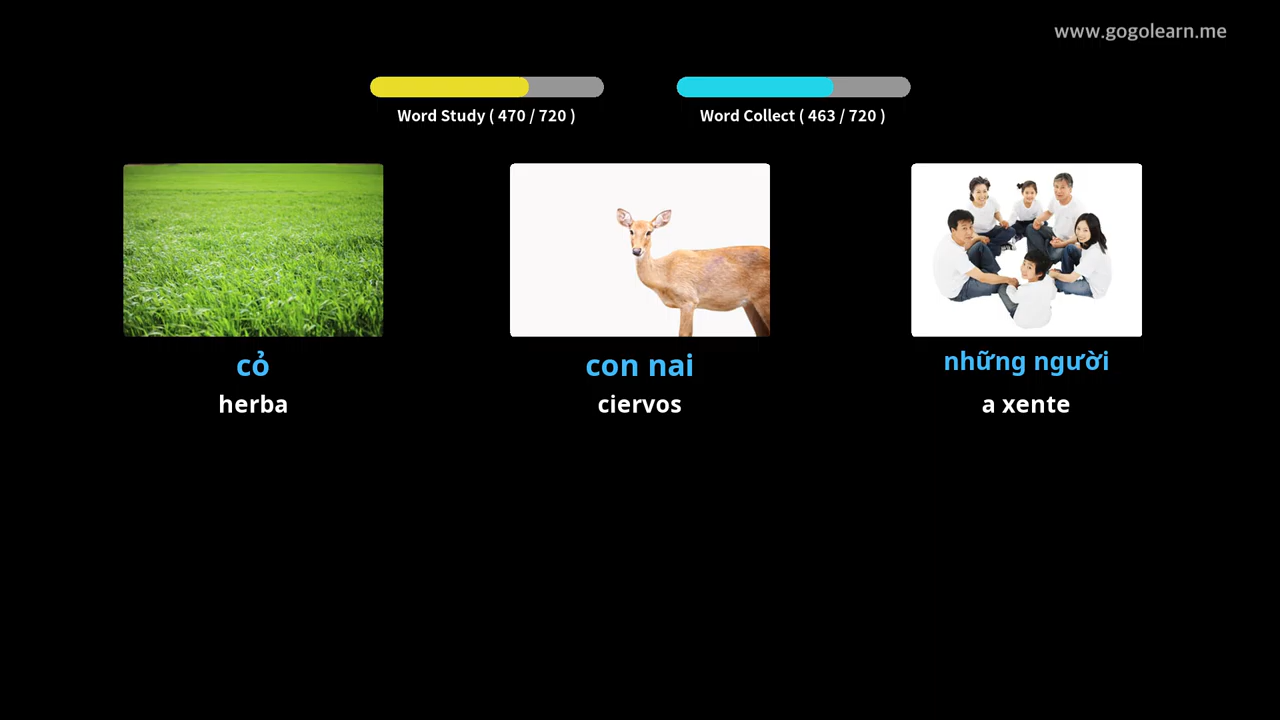 www.gogolearn.me
Word Study ( 470 / 720 )
Word Collect ( 463 / 720 )
cỏ
con nai
những người
herba
ciervos
a xente